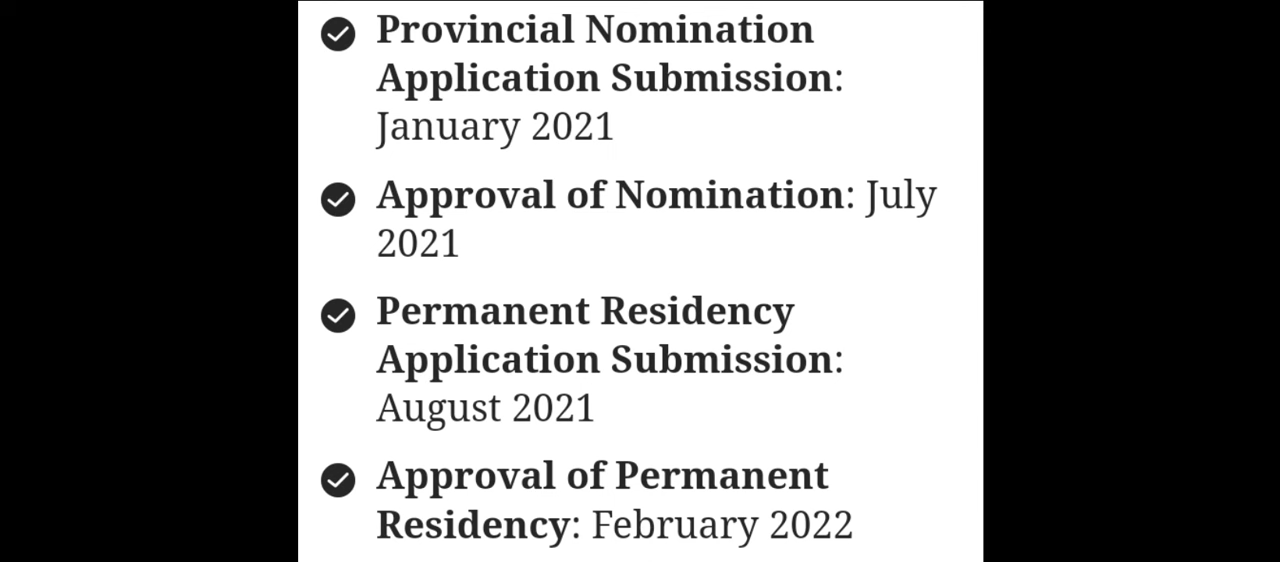 Provincial Nomination
Application Submission:
January 2021
Approval of Nomination: July
2021
Permanent Residency
Application Submission:
August 2021
Approval of Permanent
Residency: February 2022